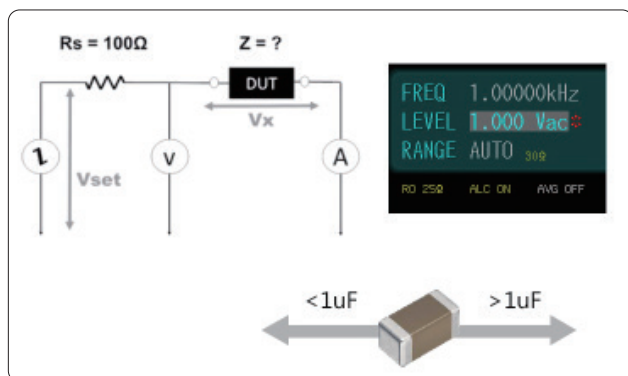 Rs = 100Ω
Z = ?
DUT
Vx
Vset
v
A
FREQ 1.00000kHz
LEVEL 1.000 Vac
RANGE AUTO 30Ω
RO 25Ω ALC ON AVG OFF
<1uF
>1uF